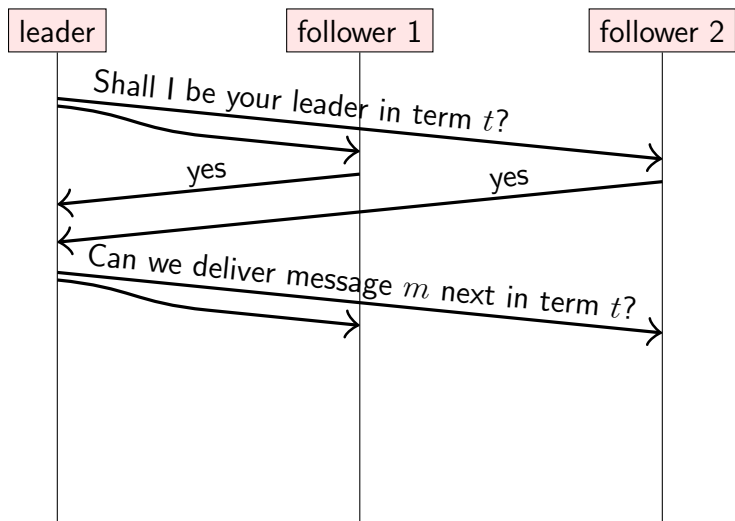 leader
follower 1
follower 2
Shall I be your leader in term t?
yes
yes
Can we deliver message m next in term t?